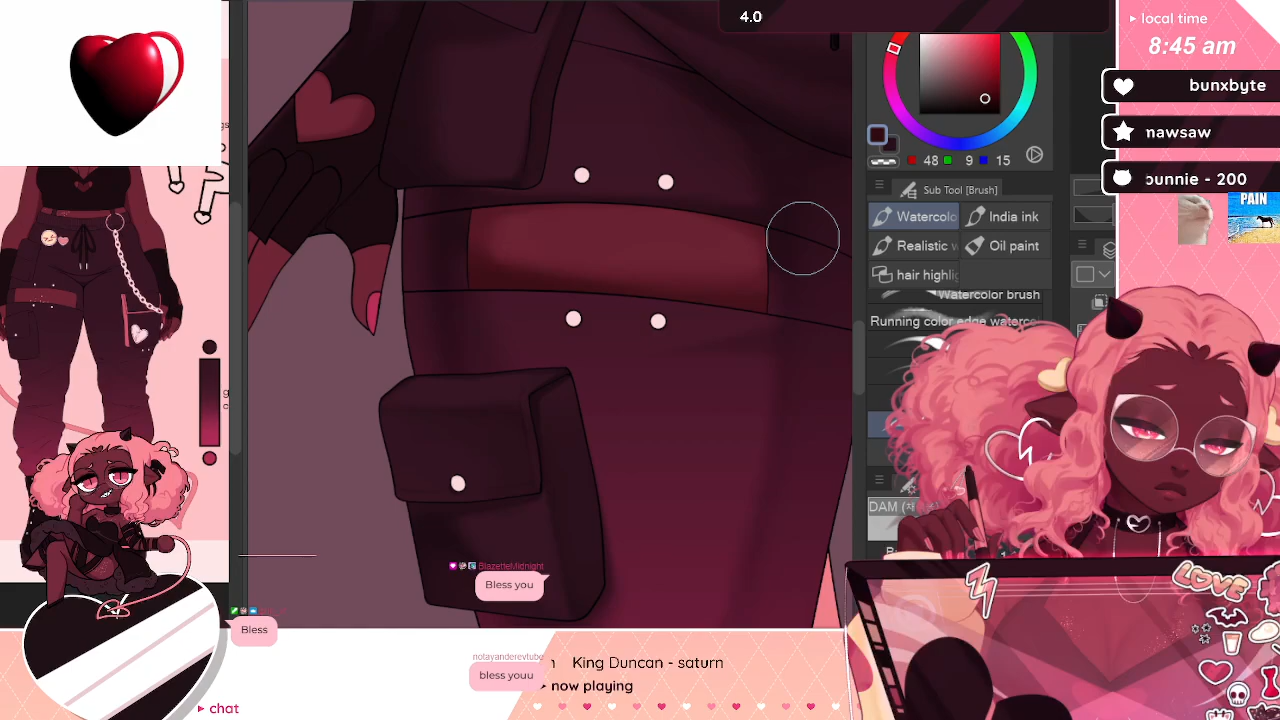 4.0
local time
8:45 am
bunxbyte
nawsaw
bunnie - 200
PAIN
48 9 15
Sub Tool [Brush]
Watercolo
India ink
Realistic w
Oil paint
hair highlig
Watercolor brush
Running color edge waterco
DAM
BlazetteMidnight
Bless you
Bless
notayanderevtube
bless youu
King Duncan - saturn
now playing
chat
LOVE